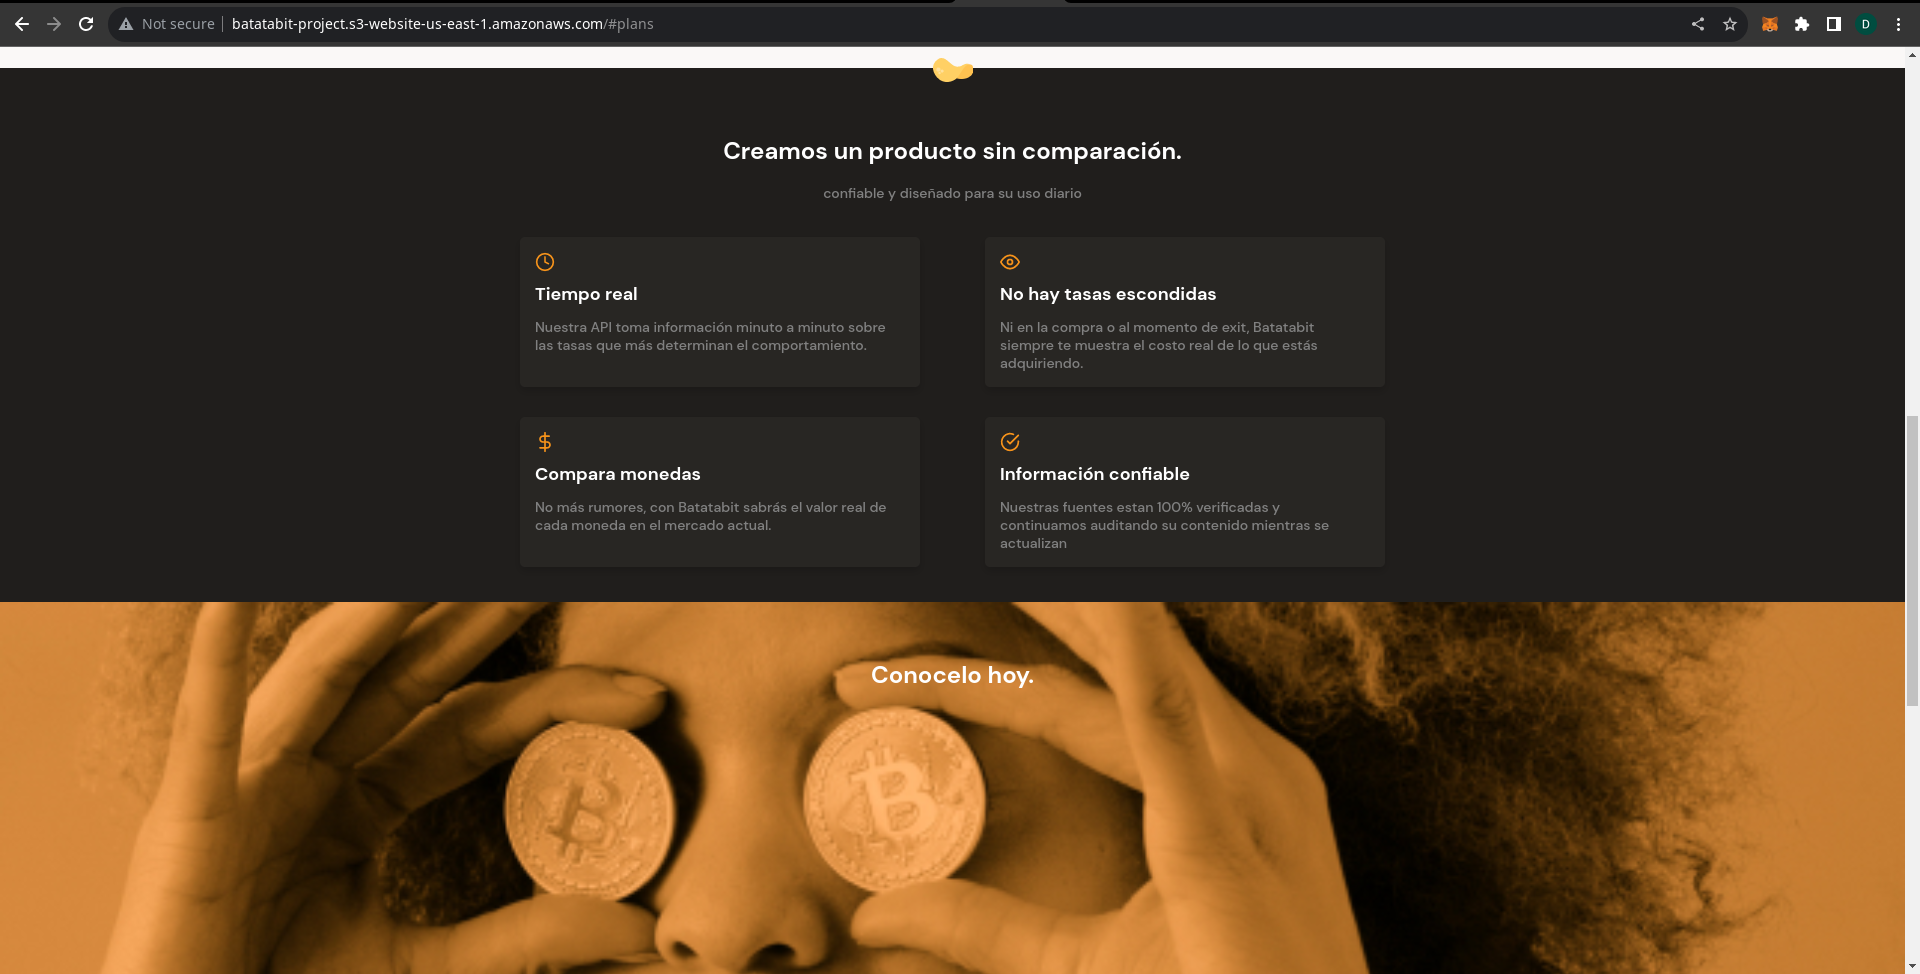 Not secure
batatabit-project.s3-website-us-east-1.amazonaws.com/#plans
D
Creamos un producto sin comparación.
confiable y diseñado para su uso diario
Tiempo real
Nuestra API toma información minuto a minuto sobre
las tasas que más determinan el comportamiento.
No hay tasas escondidas
Ni en la compra o al momento de exit, Batatabit
siempre te muestra el costo real de lo que estás
adquiriendo.
Compara monedas
No más rumores, con Batatabit sabrás el valor real de
cada moneda en el mercado actual.
Información confiable
Nuestras fuentes estan 100% verificadas y
continuamos auditando su contenido mientras se
actualizan
Conocelo hoy.